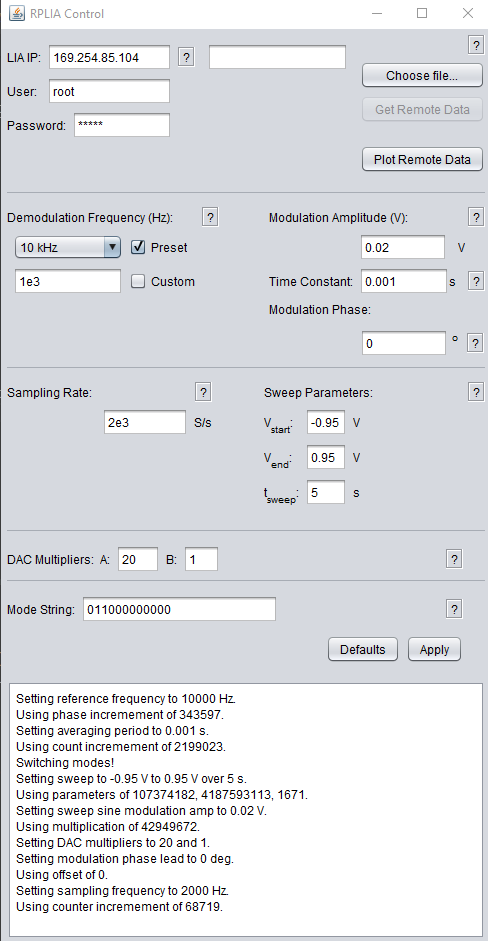 RPLIA Control
LIA IP: 169.254.85.104 ? ?
Choose file...
User: root
Get Remote Data
Password: *****
Plot Remote Data
Demodulation Frequency (Hz): ? Modulation Amplitude (V): ?
10 kHz Preset 0.02 V
1e3 Custom Time Constant: 0.001 s ?
Modulation Phase:
0 ° ?
Sampling Rate: ? Sweep Parameters: ?
2e3 S/s Vstart: -0.95 V
Vend: 0.95 V
tsweep: 5 s
DAC Multipliers: A: 20 B: 1 ?
Mode String: 011000000000 ?
Defaults Apply
Setting reference frequency to 10000 Hz.
Using phase incremement of 343597.
Setting averaging period to 0.001 s.
Using count incremement of 2199023.
Switching modes!
Setting sweep to -0.95 V to 0.95 V over 5 s.
Using parameters of 107374182, 4187593113, 1671.
Setting sweep sine modulation amp to 0.02 V.
Using multiplication of 42949672.
Setting DAC multipliers to 20 and 1.
Setting modulation phase lead to 0 deg.
Using offset of 0.
Setting sampling frequency to 2000 Hz.
Using counter incremement of 68719.